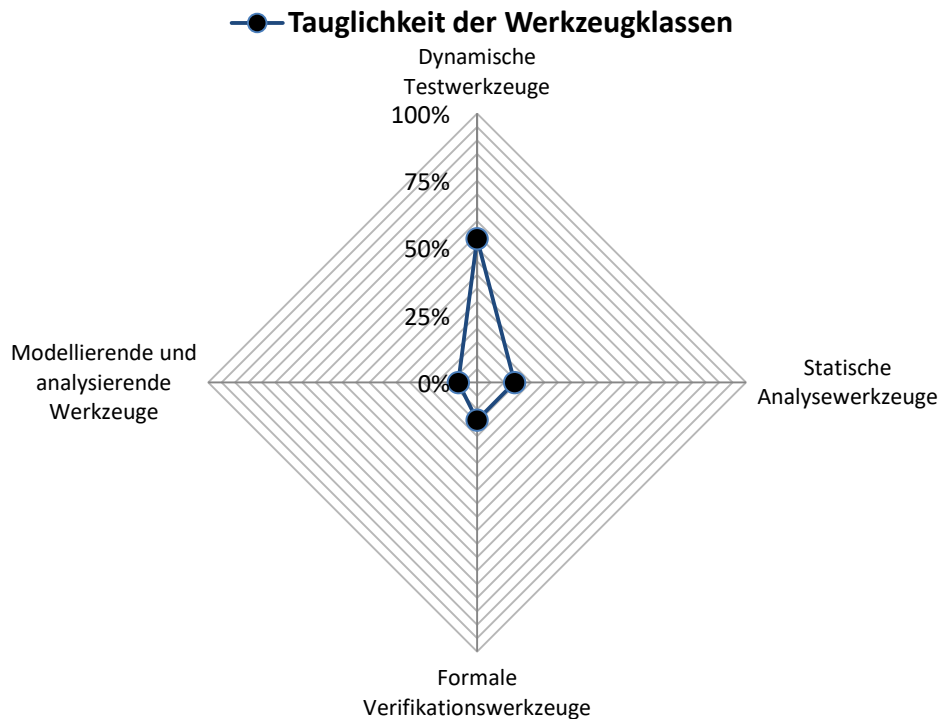 Tauglichkeit der Werkzeugklassen
Dynamische
Testwerkzeuge
100%
75%
50%
25%
0%
Modellierende und
analysierende
Werkzeuge
Statische
Analysewerkzeuge
Formale
Verifikationswerkzeuge